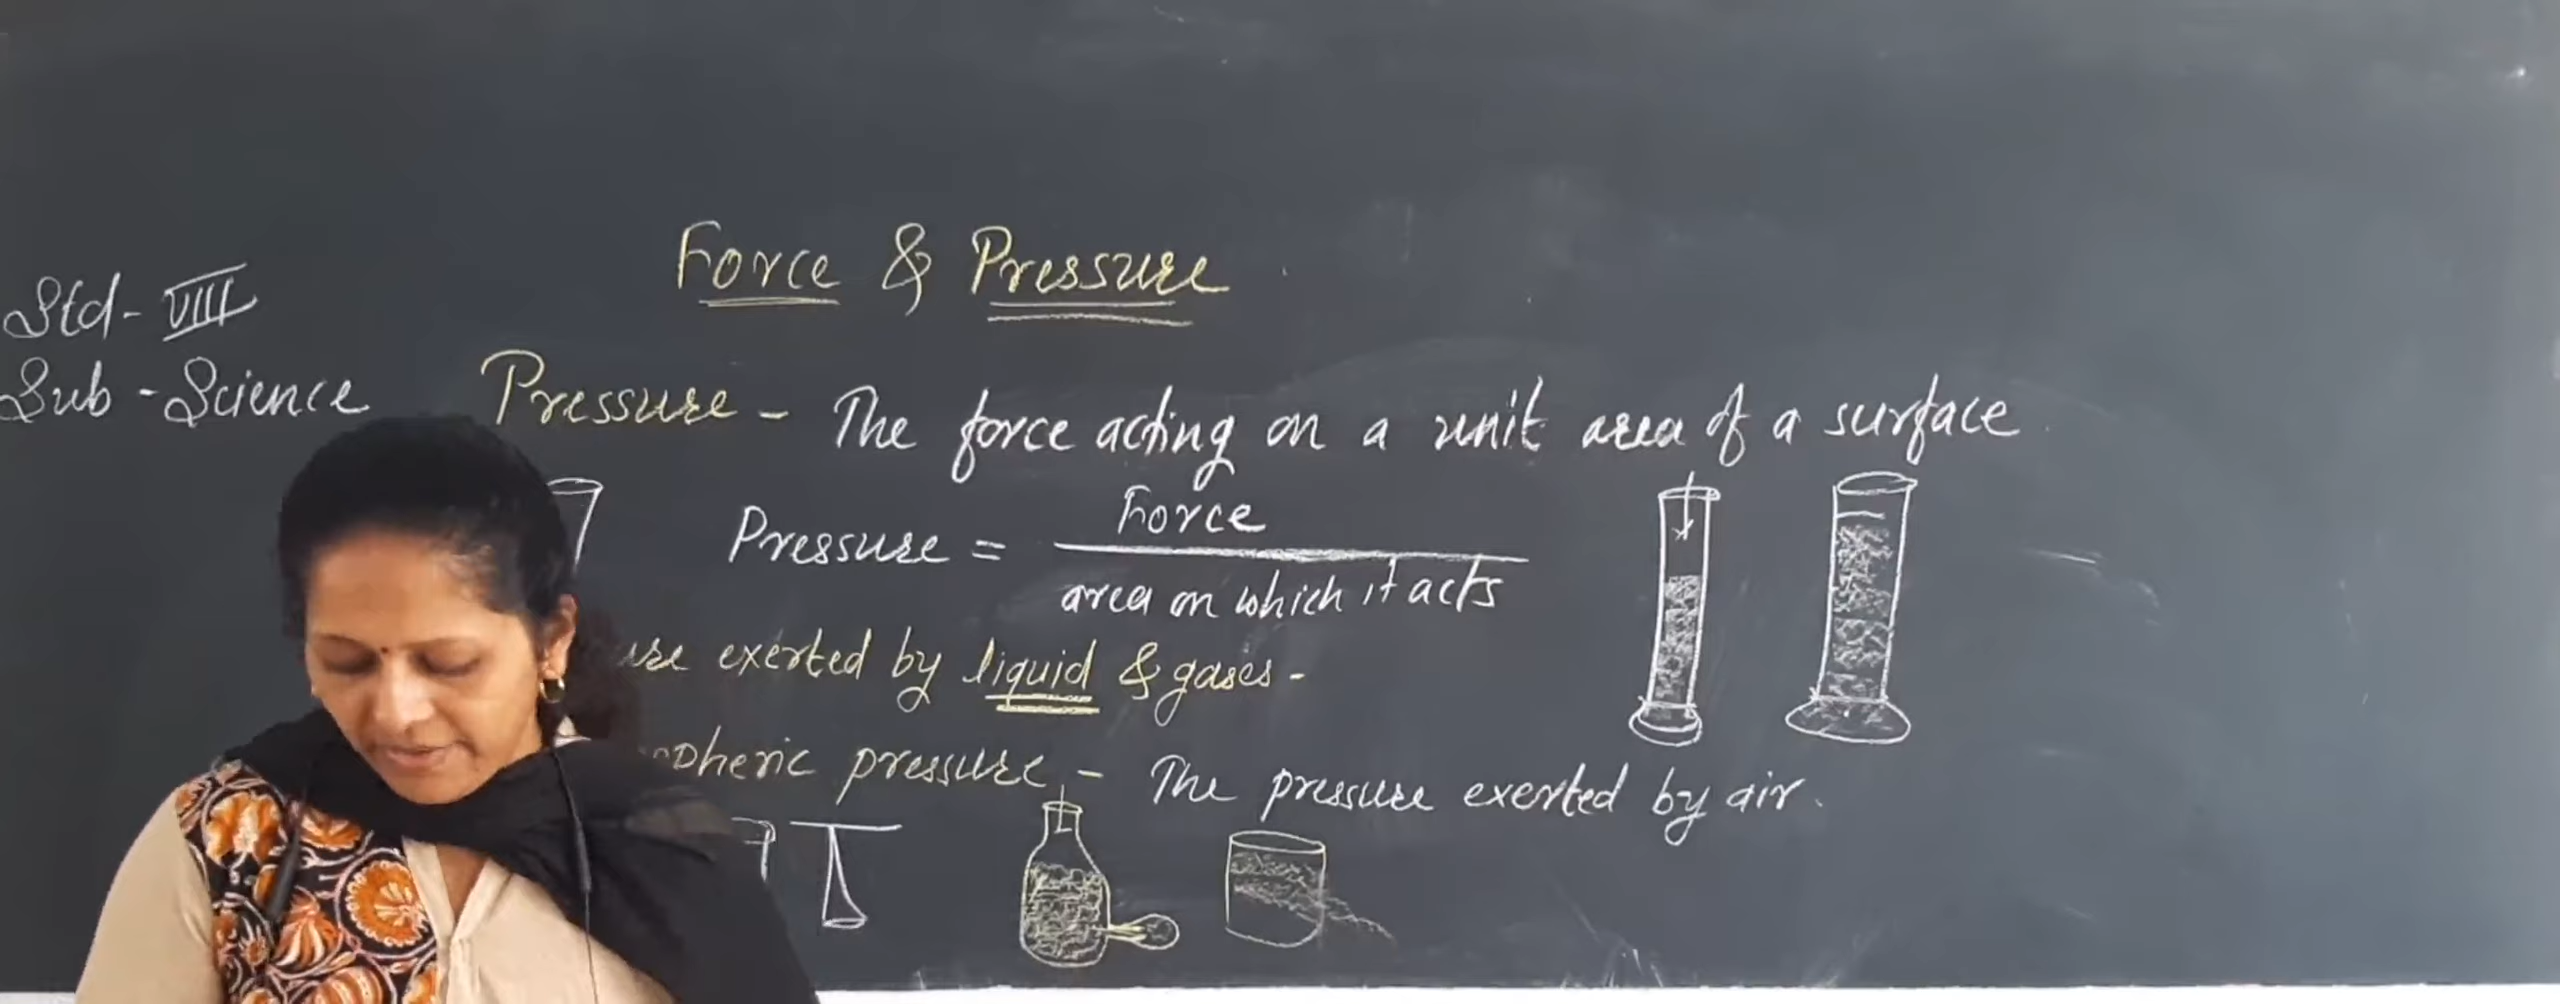 Force & Pressure
Std- VIII
Sub - Science
Pressure - The force acting on a unit area of a surface
Pressure = Force
area on which it acts
exerted by liquid & gases -
pressure - The pressure exerted by air.